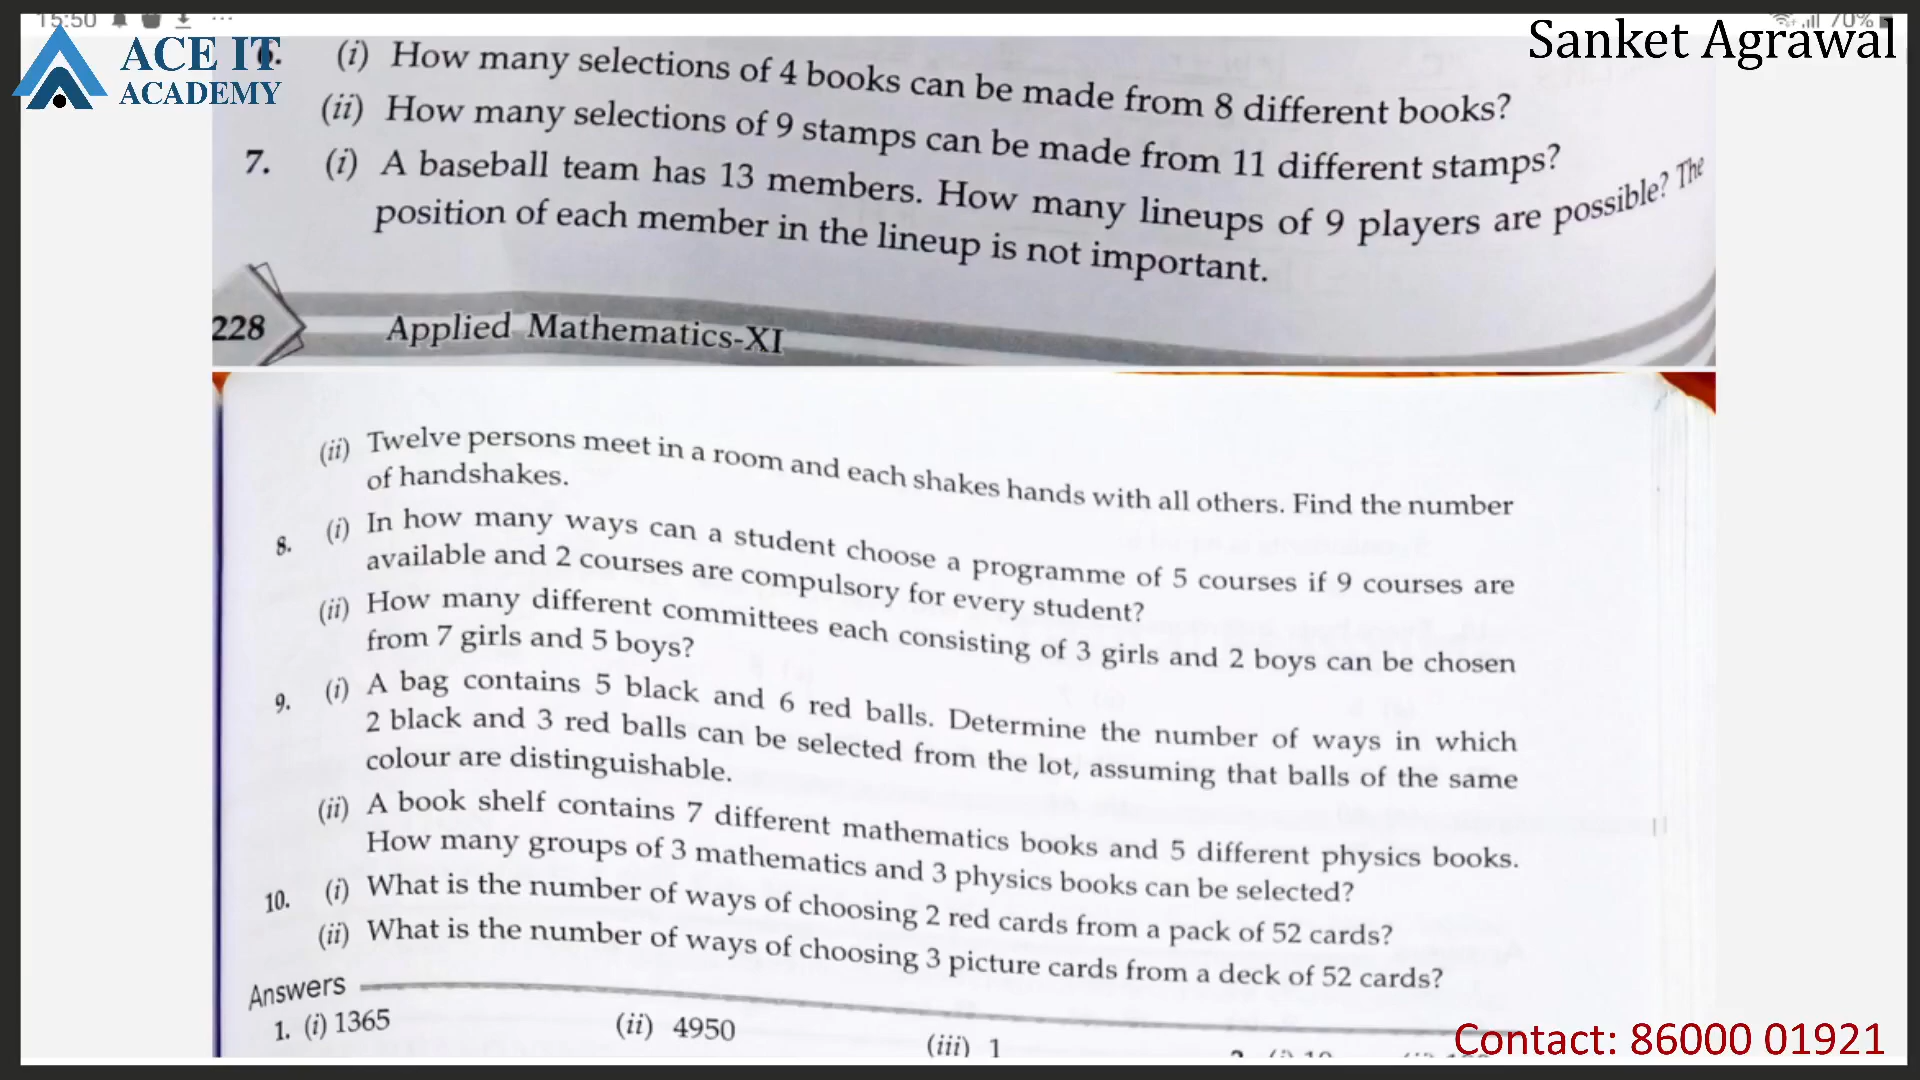 15:50
70%
Sanket Agrawal
ACE IT
ACADEMY
6. (i) How many selections of 4 books can be made from 8 different books?
(ii) How many selections of 9 stamps can be made from 11 different stamps?
7. (i) A baseball team has 13 members. How many lineups of 9 players are possible? The
position of each member in the lineup is not important.
228 Applied Mathematics-XI
(ii) Twelve persons meet in a room and each shakes hands with all others. Find the number
of handshakes.
8. (i) In how many ways can a student choose a programme of 5 courses if 9 courses are
available and 2 courses are compulsory for every student?
(ii) How many different committees each consisting of 3 girls and 2 boys can be chosen
from 7 girls and 5 boys?
9. (i) A bag contains 5 black and 6 red balls. Determine the number of ways in which
2 black and 3 red balls can be selected from the lot, assuming that balls of the same
colour are distinguishable.
(ii) A book shelf contains 7 different mathematics books and 5 different physics books.
How many groups of 3 mathematics and 3 physics books can be selected?
10. (i) What is the number of ways of choosing 2 red cards from a pack of 52 cards?
(ii) What is the number of ways of choosing 3 picture cards from a deck of 52 cards?
Answers
1. (i) 1365 (ii) 4950 (iii) 1
Contact: 86000 01921